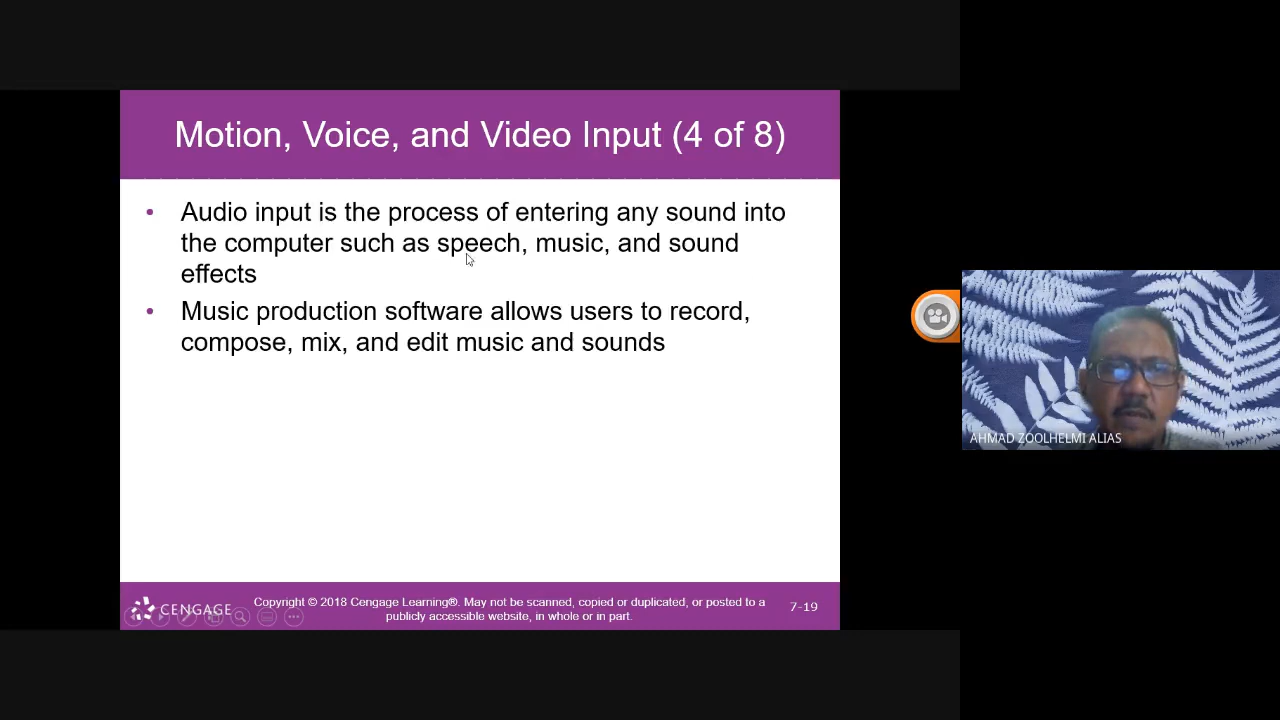 Motion, Voice, and Video Input (4 of 8)
• Audio input is the process of entering any sound into
the computer such as speech, music, and sound
effects
• Music production software allows users to record,
compose, mix, and edit music and sounds
AHMAD ZOOLHELMI ALIAS
CENGAGE
Copyright © 2018 Cengage Learning®. May not be scanned, copied or duplicated, or posted to a
publicly accessible website, in whole or in part.
7-19